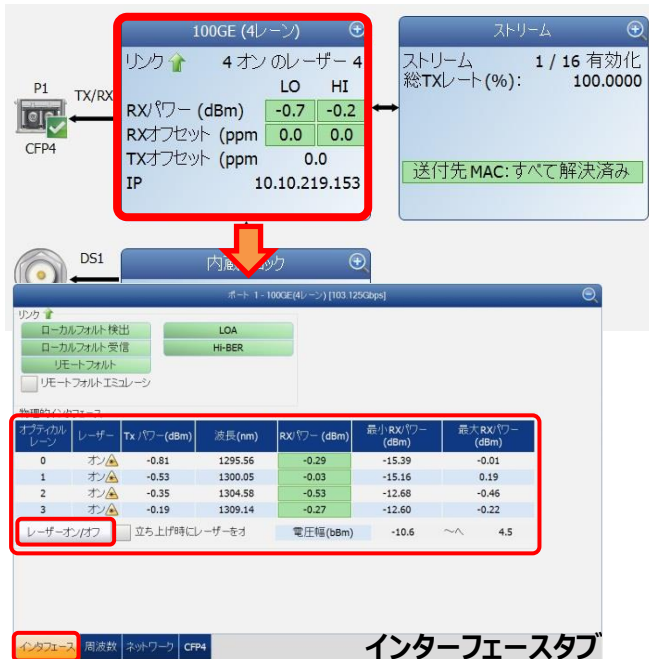 100GE (4レーン)
リンク 4 オン のレーザー 4
LO HI
RXパワー (dBm) -0.7 -0.2
RXオフセット (ppm 0.0 0.0
TXオフセット (ppm 0.0
IP 10.10.219.153
ストリーム
ストリーム 1 / 16 有効化
総TXレート(%): 100.0000
送付先 MAC:すべて解決済み
P1
TX/RX
CFP4
DS1
ポート 1 - 100GE(4レーン) [103.125Gbps]
リンク
ローカルフォルト検出 LOA
ローカルフォルト受信 Hi-BER
リモートフォルト
リモートフォルトエミュレーシ
物理的インタフェース
オプティカルレーン レーザー Tx パワー(dBm) 波長(nm) RXパワー (dBm) 最小RXパワー (dBm) 最大RXパワー (dBm)
0 オン -0.81 1295.56 -0.29 -15.39 -0.01
1 オン -0.53 1300.05 -0.03 -15.16 0.19
2 オン -0.35 1304.58 -0.53 -12.68 -0.46
3 オン -0.19 1309.14 -0.27 -12.60 -0.22
レーザーオン/オフ 立ち上げ時にレーザーをオ 電圧幅(bBm) -10.6 ~へ 4.5
インタフェース 周波数 ネットワーク CFP4
インターフェースタブ